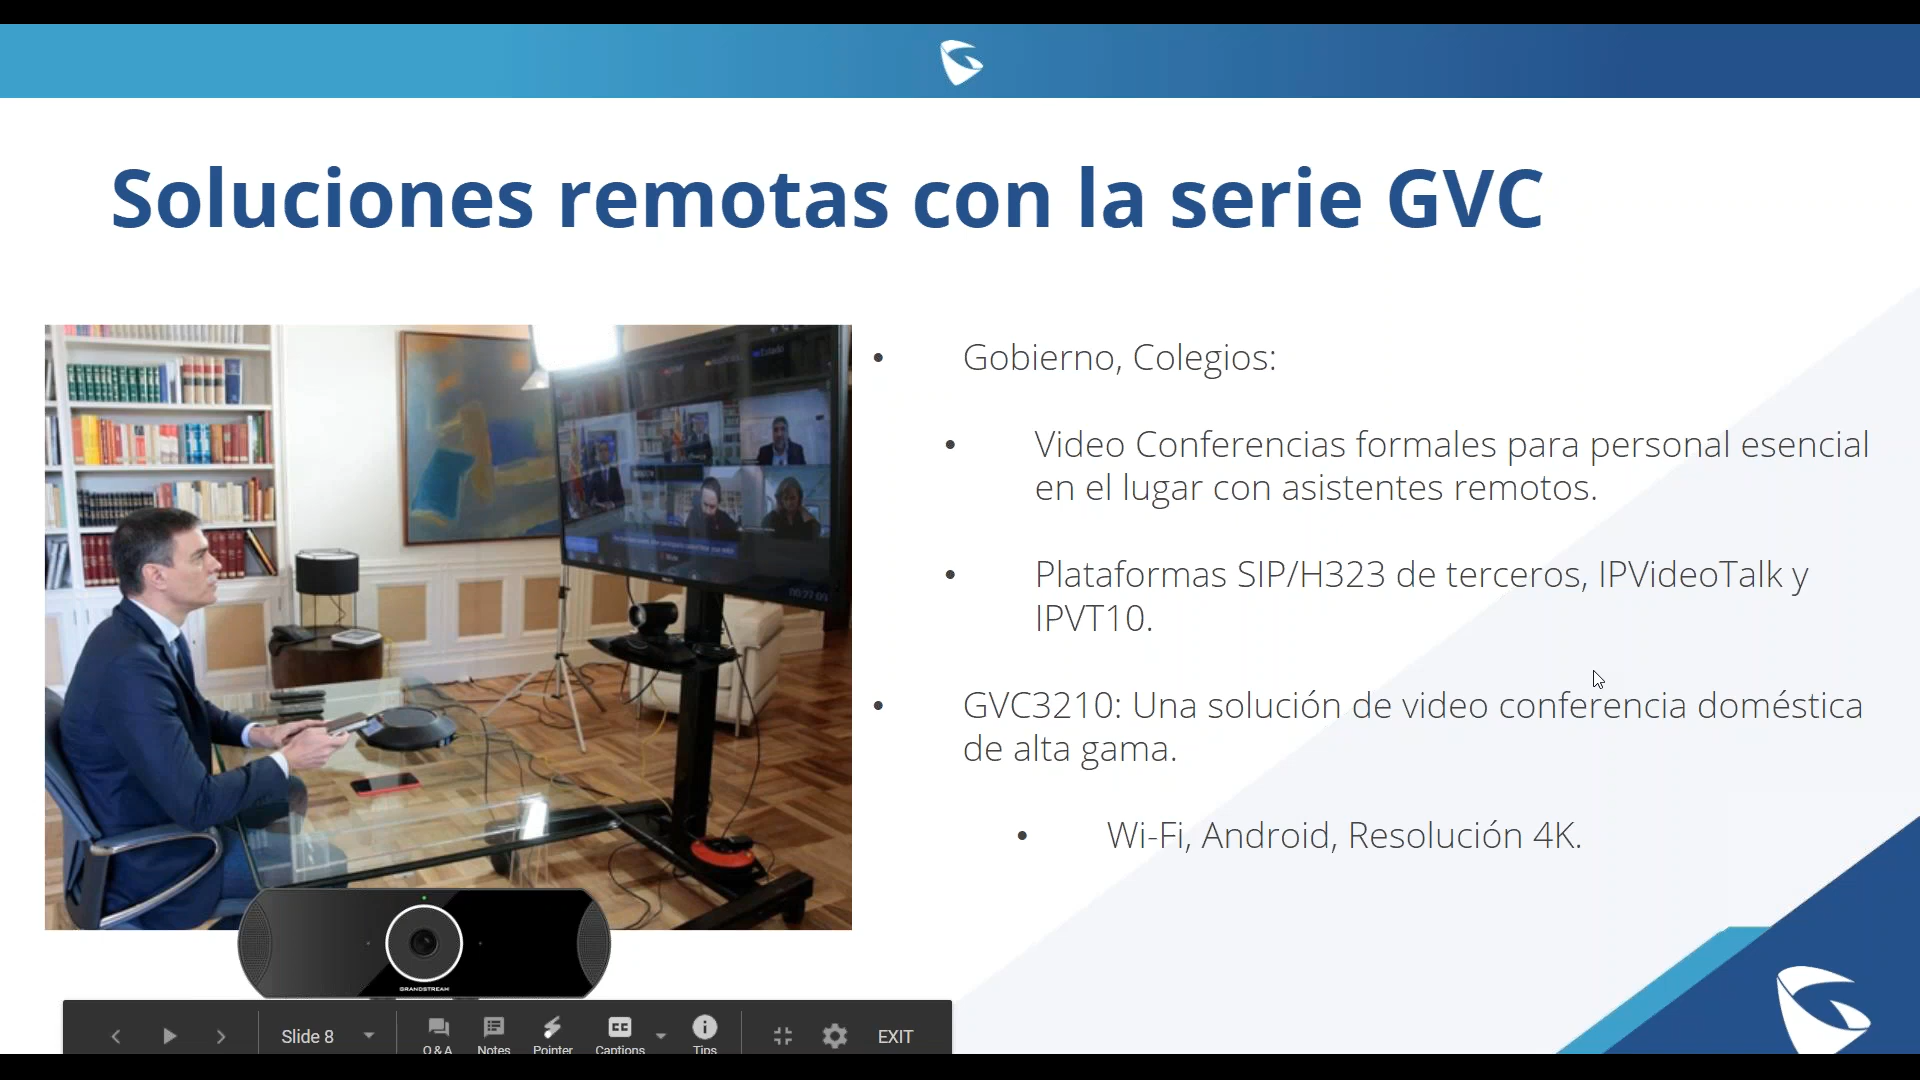 Soluciones remotas con la serie GVC
• Gobierno, Colegios:
• Video Conferencias formales para personal esencial
en el lugar con asistentes remotos.
• Plataformas SIP/H323 de terceros, IPVideoTalk y
IPVT10.
• GVC3210: Una solución de video conferencia doméstica
de alta gama.
• Wi-Fi, Android, Resolución 4K.
GRANDSTREAM
Slide 8
Q & A
Notes
Pointer
CC
Captions
Tips
EXIT